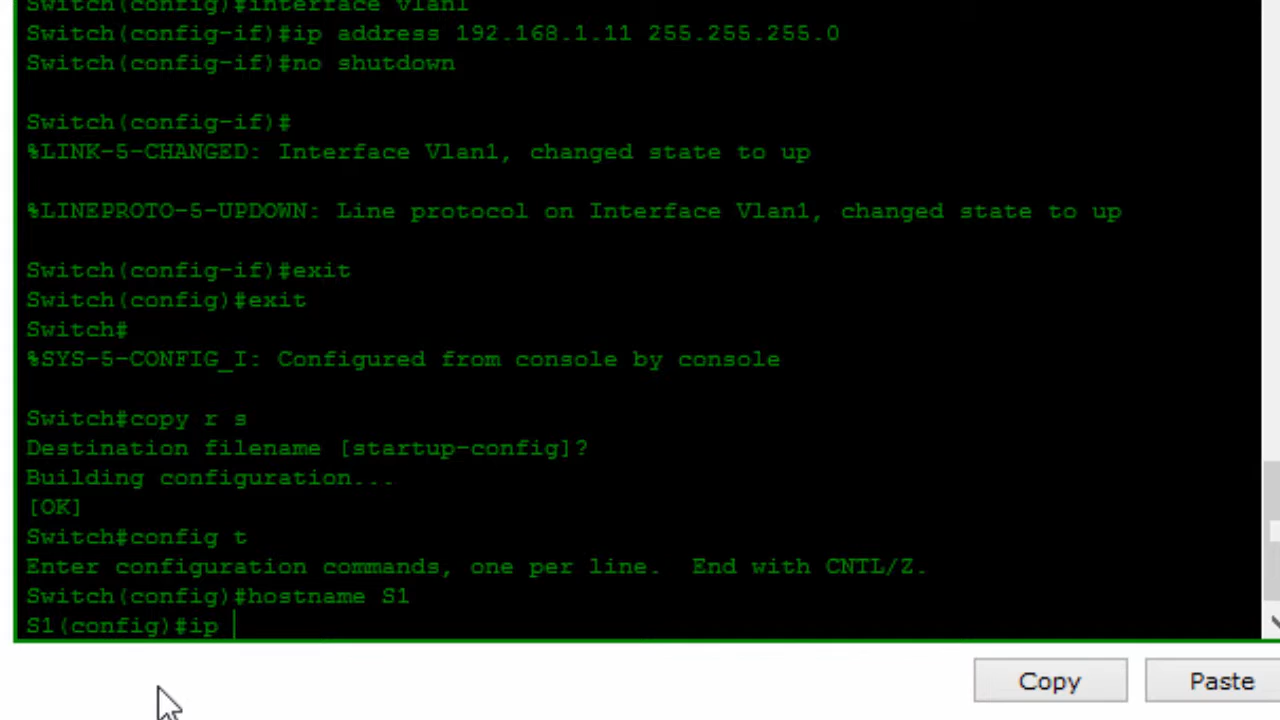 Switch(config)#interface vlan1
Switch(config-if)#ip address 192.168.1.11 255.255.255.0
Switch(config-if)#no shutdown
Switch(config-if)#
%LINK-5-CHANGED: Interface Vlan1, changed state to up
%LINEPROTO-5-UPDOWN: Line protocol on Interface Vlan1, changed state to up
Switch(config-if)#exit
Switch(config)#exit
Switch#
%SYS-5-CONFIG_I: Configured from console by console
Switch#copy r s
Destination filename [startup-config]?
Building configuration...
[OK]
Switch#config t
Enter configuration commands, one per line.  End with CNTL/Z.
Switch(config)#hostname S1
S1(config)#ip
Copy
Paste